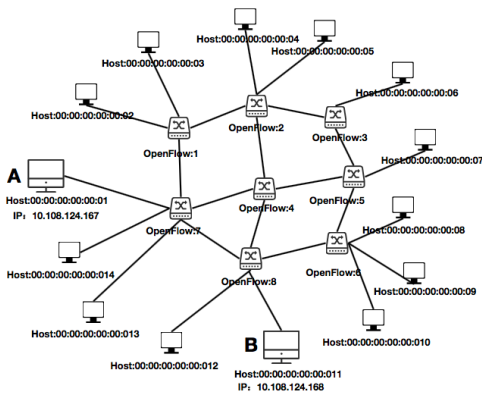 Host:00:00:00:00:00:04
Host:00:00:00:00:00:05
Host:00:00:00:00:00:03
Host:00:00:00:00:00:06
Host:00:00:00:00:00:02
OpenFlow:2
OpenFlow:3
OpenFlow:1
Host:00:00:00:00:00:07
A
Host:00:00:00:00:00:01
IP: 10.108.124.167
OpenFlow:4
OpenFlow:5
OpenFlow:7
Host:00:00:00:00:00:08
Host:00:00:00:00:00:014
OpenFlow:8
OpenFlow:6
Host:00:00:00:00:00:09
Host:00:00:00:00:00:013
Host:00:00:00:00:00:010
B
Host:00:00:00:00:00:012
Host:00:00:00:00:00:011
IP: 10.108.124.168